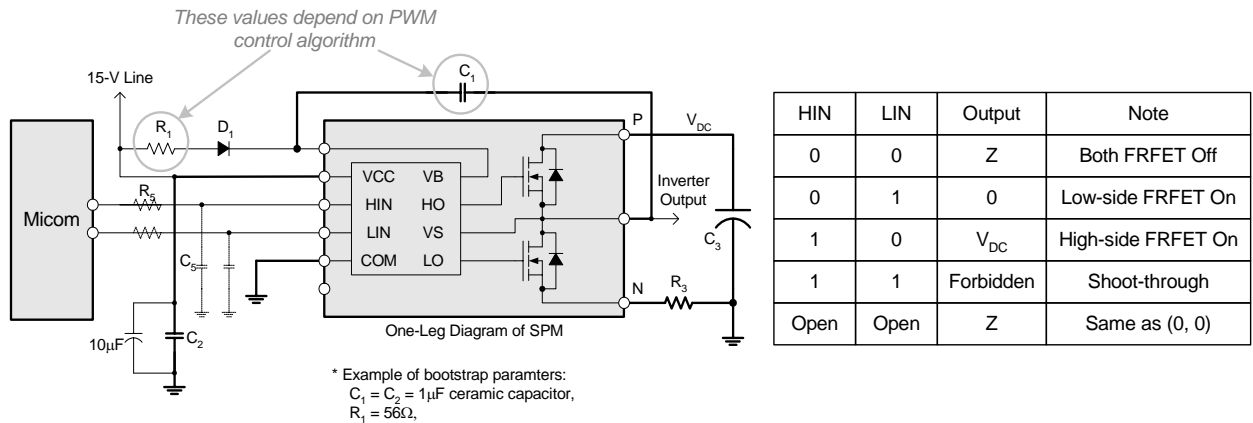 These values depend on PWM
control algorithm
15-V Line
R1
D1
C1
P
VDC
Inverter
Output
Micom
R5
C5
VCC
VB
HIN
HO
LIN
VS
COM
LO
C3
N
R3
10μF
C2
One-Leg Diagram of SPM
* Example of bootstrap paramters:
C1 = C2 = 1μF ceramic capacitor,
R1 = 56Ω,
HIN LIN Output Note
0 0 Z Both FRFET Off
0 1 0 Low-side FRFET On
1 0 VDC High-side FRFET On
1 1 Forbidden Shoot-through
Open Open Z Same as (0, 0)